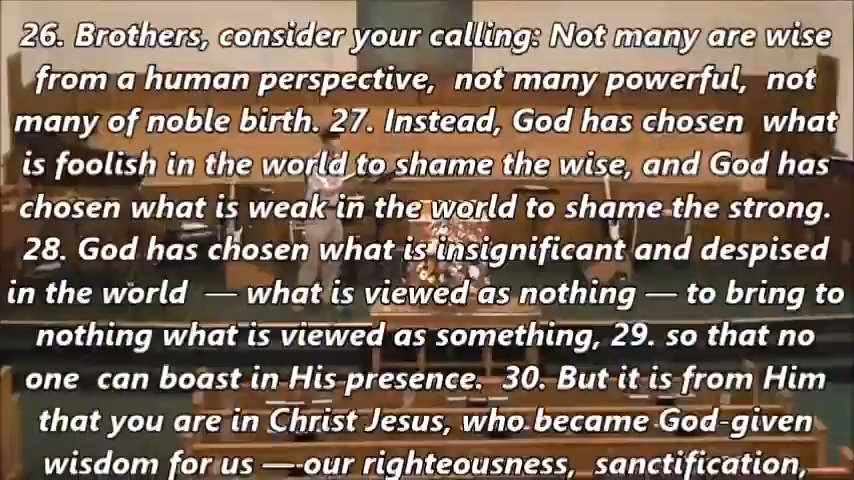 26. Brothers, consider your calling: Not many are wise
from a human perspective, not many powerful, not
many of noble birth. 27. Instead, God has chosen what
is foolish in the world to shame the wise, and God has
chosen what is weak in the world to shame the strong.
28. God has chosen what is insignificant and despised
in the world — what is viewed as nothing — to bring to
nothing what is viewed as something, 29. so that no
one can boast in His presence. 30. But it is from Him
that you are in Christ Jesus, who became God-given
wisdom for us — our righteousness, sanctification,